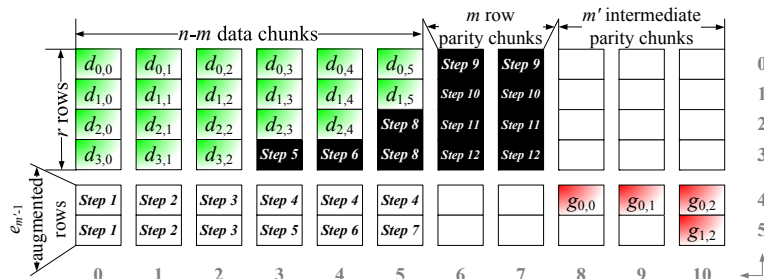 n-m data chunks
m row parity chunks
m' intermediate parity chunks
r rows
d0,0 d0,1 d0,2 d0,3 d0,4 d0,5 Step 9 Step 9 0
d1,0 d1,1 d1,2 d1,3 d1,4 d1,5 Step 10 Step 10 1
d2,0 d2,1 d2,2 d2,3 d2,4 Step 8 Step 11 Step 11 2
d3,0 d3,1 d3,2 Step 5 Step 6 Step 8 Step 12 Step 12 3
em'-1 augmented rows
Step 1 Step 2 Step 3 Step 4 Step 4 Step 4 g0,0 g0,1 g0,2 4
Step 1 Step 2 Step 3 Step 5 Step 6 Step 7 g1,2 5
0 1 2 3 4 5 6 7 8 9 10